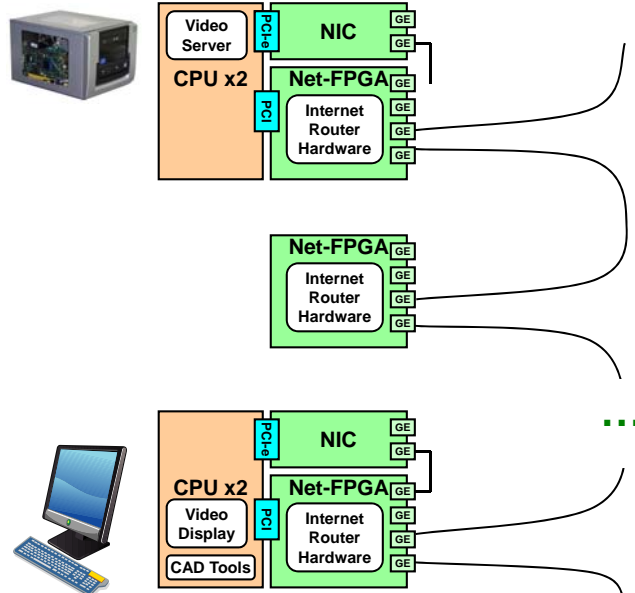 Video
Server
CPU x2
PCI-e
PCI
NIC
GE
GE
Net-FPGA
GE
GE
GE
GE
Internet
Router
Hardware
Net-FPGA
GE
GE
GE
GE
Internet
Router
Hardware
CPU x2
Video
Display
CAD Tools
PCI-e
PCI
NIC
GE
GE
Net-FPGA
GE
GE
GE
GE
Internet
Router
Hardware
...